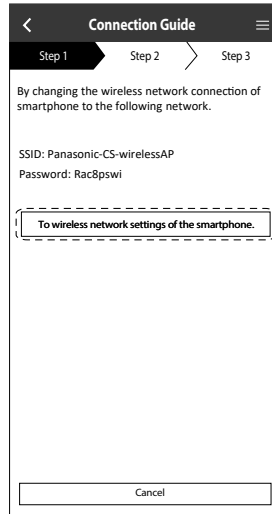 Connection Guide
Step 1
Step 2
Step 3
By changing the wireless network connection of
smartphone to the following network.
SSID: Panasonic-CS-wirelessAP
Password: Rac8pswi
To wireless network settings of the smartphone.
Cancel